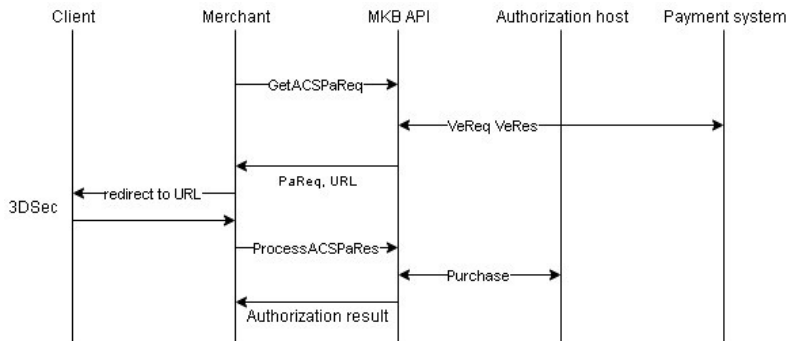 Client Merchant MKB API Authorization host Payment system
GetACSPaReq
VeReq VeRes
PaReq, URL
redirect to URL
3DSec
ProcessACSPaRes
Purchase
Authorization result